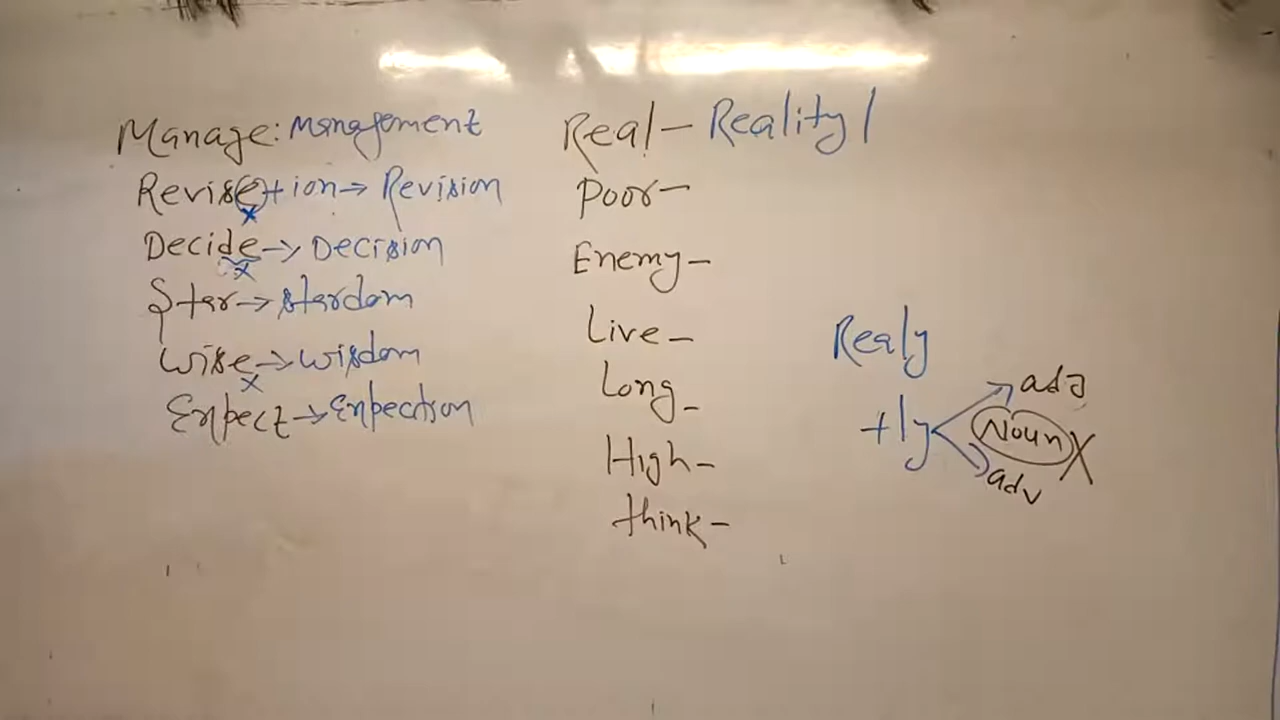 Manage: Management
Revise+ion→ Revision
x
Decide→ Decision
x
Star→ stardom
Wise→ wisdom
x
Expect→ Expection
Real – Reality/
Poor–
Enemy–
Live–
Long–
High–
think–
Realy
+ly
adj
Noun X
adv